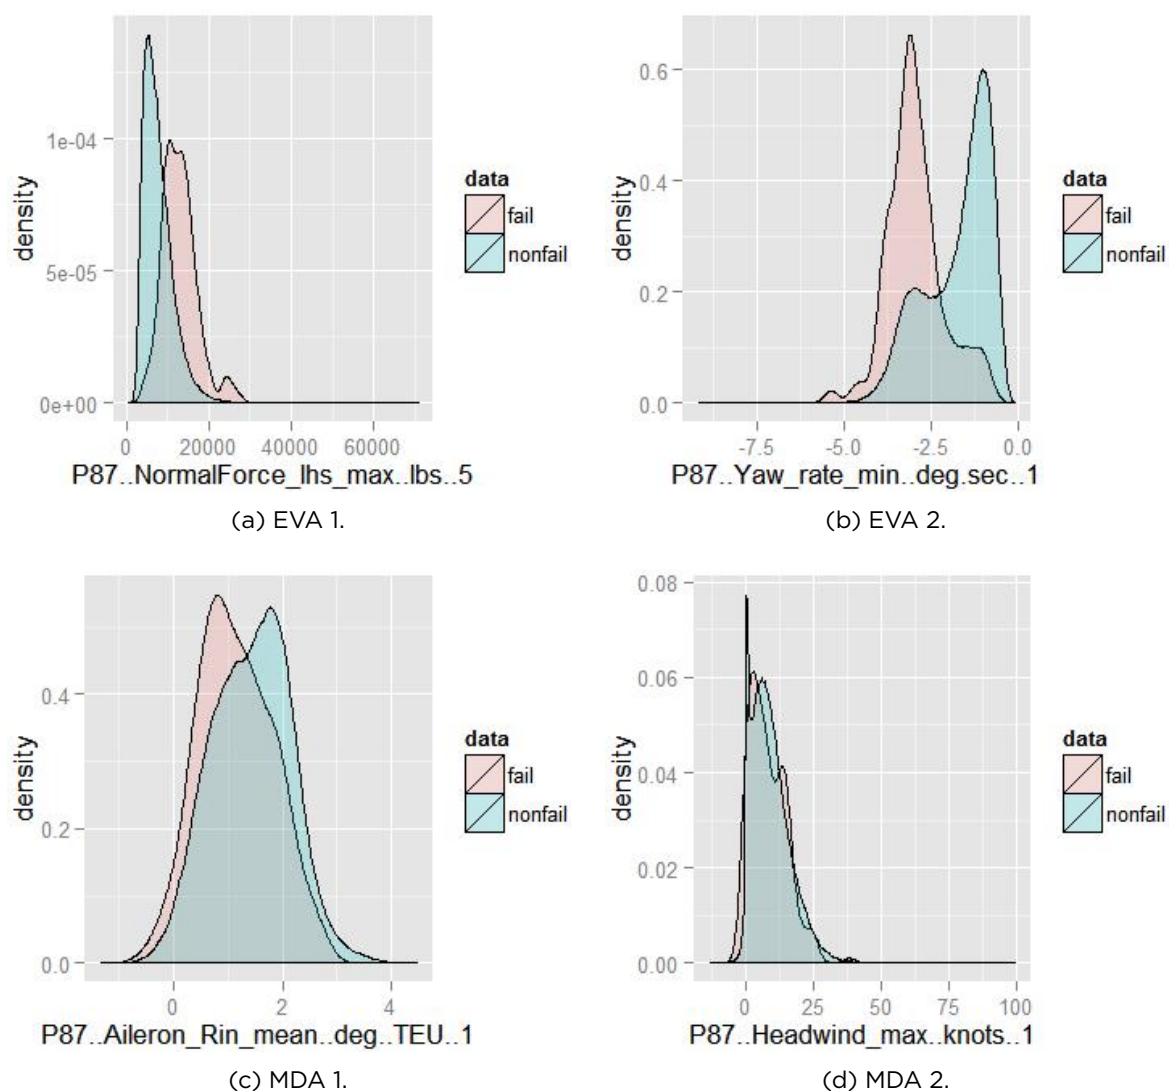 1e-04
5e-05
0e+00
density
0 20000 40000 60000
P87..NormalForce_lhs_max..lbs..5
data
fail
nonfail
(a) EVA 1.
0.6
0.4
0.2
0.0
density
-7.5 -5.0 -2.5 0.0
P87..Yaw_rate_min..deg.sec..1
data
fail
nonfail
(b) EVA 2.
0.4
0.2
0.0
density
0 2 4
P87..Aileron_Rin_mean..deg..TEU..1
data
fail
nonfail
(c) MDA 1.
0.08
0.06
0.04
0.02
0.00
density
0 25 50 75 100
P87..Headwind_max..knots..1
data
fail
nonfail
(d) MDA 2.